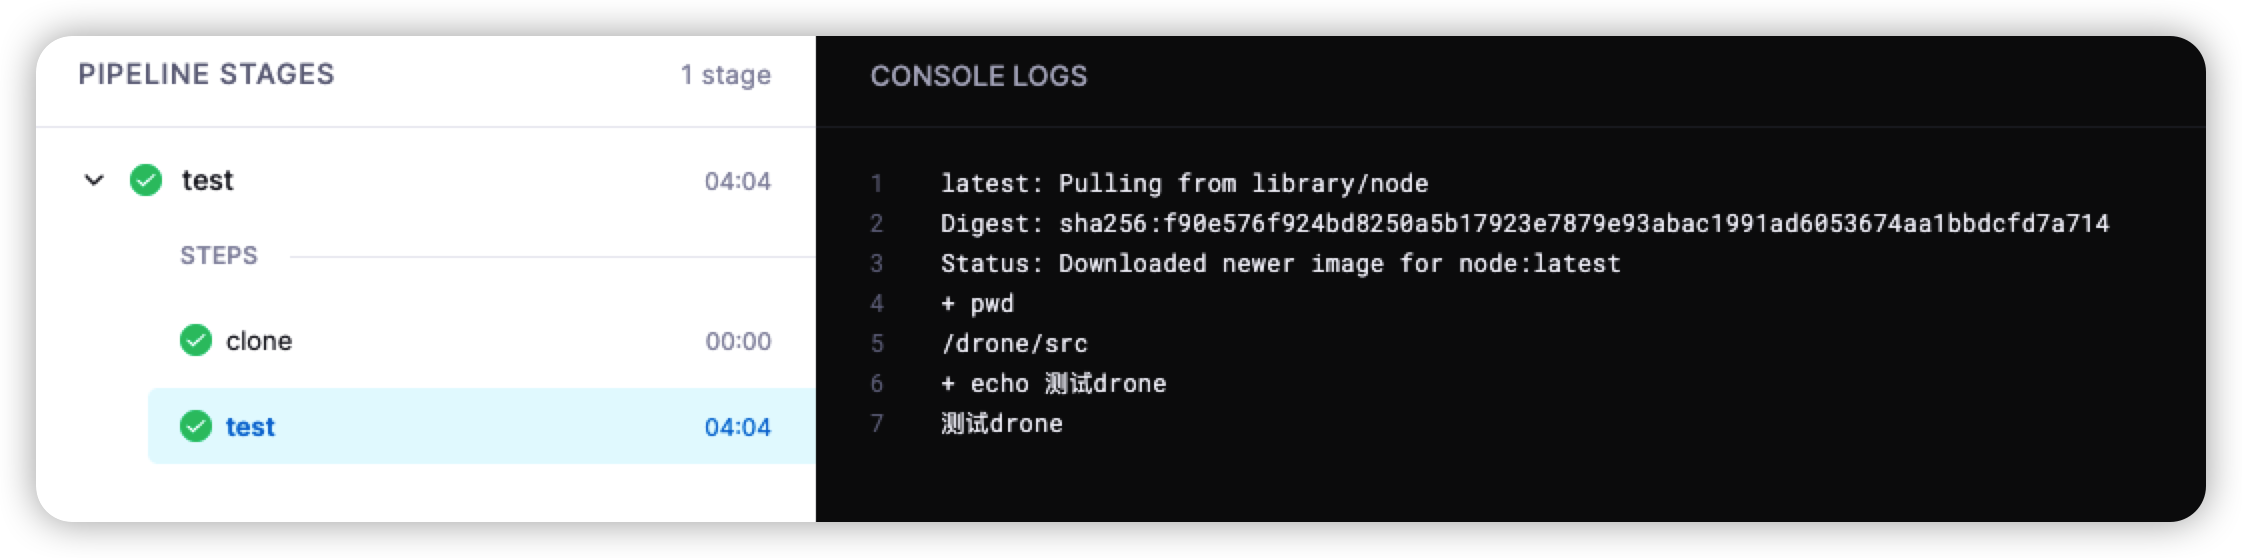 PIPELINE STAGES 1 stage
test 04:04
STEPS
clone 00:00
test 04:04
CONSOLE LOGS
1 latest: Pulling from library/node
2 Digest: sha256:f90e576f924bd8250a5b17923e7879e93abac1991ad6053674aa1bbdcfd7a714
3 Status: Downloaded newer image for node:latest
4 + pwd
5 /drone/src
6 + echo 测试drone
7 测试drone